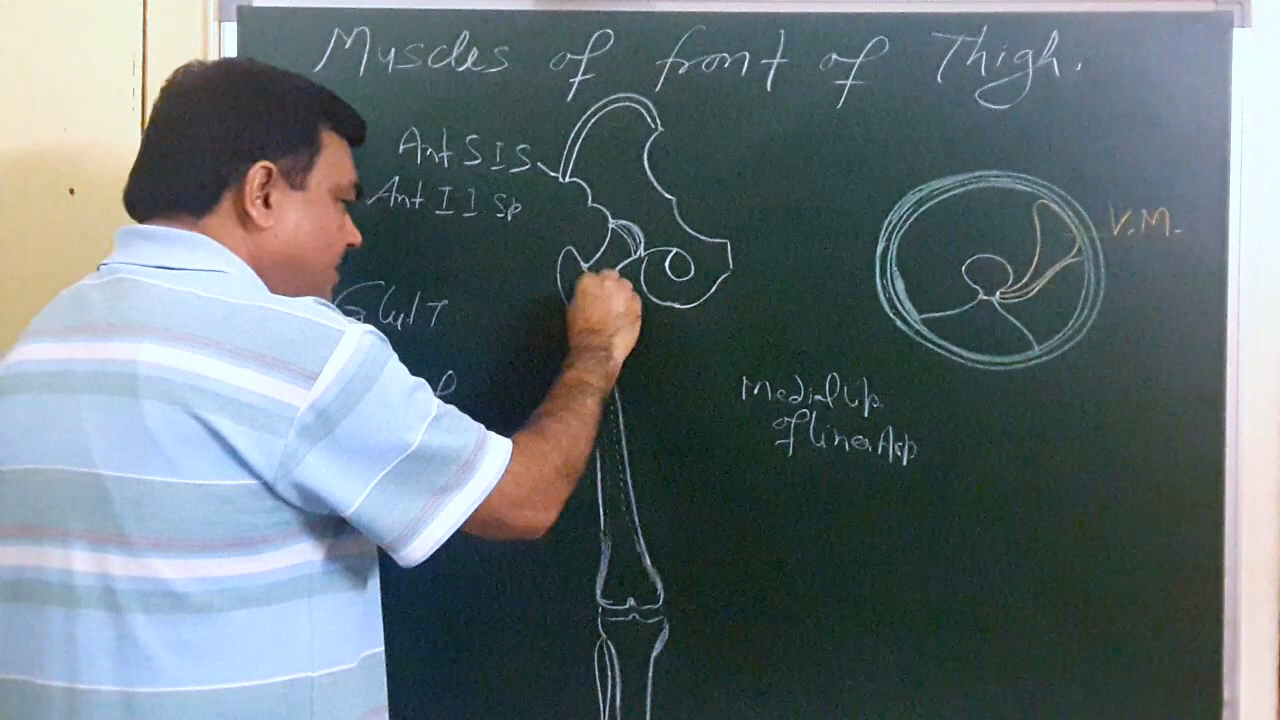 Muscles of front of Thigh.
Ant S I S
Ant I I Sp
V.M.
Glut T
Medial lip
of linea Asp